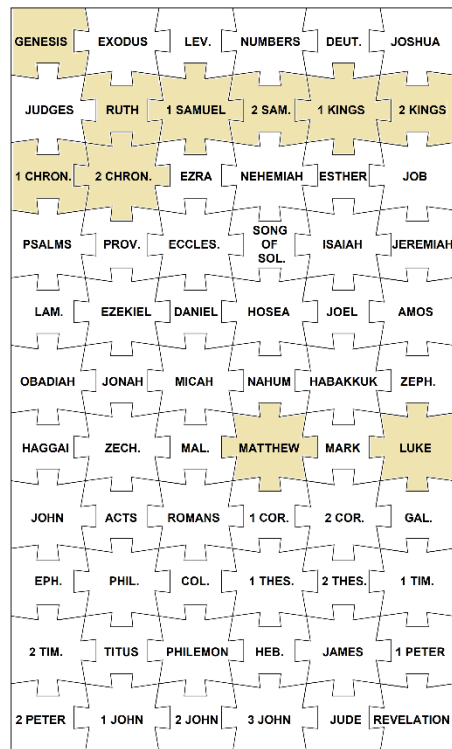 GENESIS EXODUS LEV. NUMBERS DEUT. JOSHUA
JUDGES RUTH 1 SAMUEL 2 SAM. 1 KINGS 2 KINGS
1 CHRON. 2 CHRON. EZRA NEHEMIAH ESTHER JOB
PSALMS PROV. ECCLES. SONG OF SOL. ISAIAH JEREMIAH
LAM. EZEKIEL DANIEL HOSEA JOEL AMOS
OBADIAH JONAH MICAH NAHUM HABAKKUK ZEPH.
HAGGAI ZECH. MAL. MATTHEW MARK LUKE
JOHN ACTS ROMANS 1 COR. 2 COR. GAL.
EPH. PHIL. COL. 1 THES. 2 THES. 1 TIM.
2 TIM. TITUS PHILEMON HEB. JAMES 1 PETER
2 PETER 1 JOHN 2 JOHN 3 JOHN JUDE REVELATION